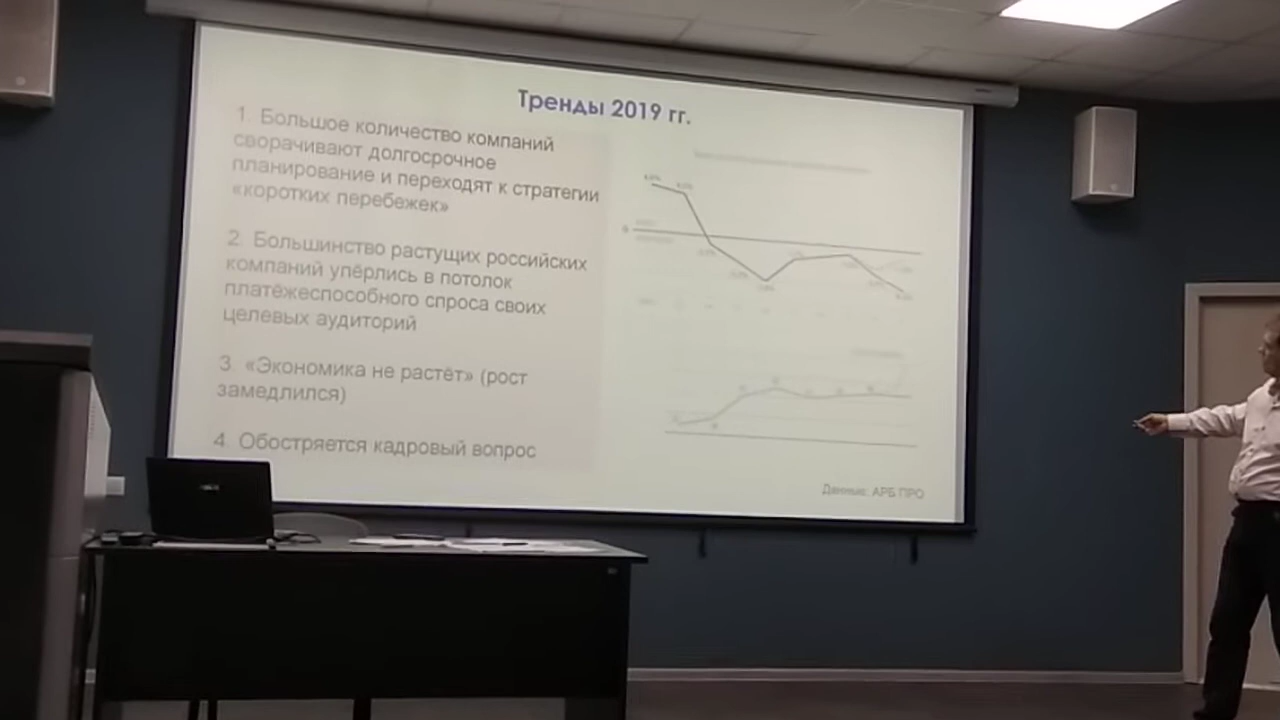 Тренды 2019 гг.
1. Большое количество компаний
сворачивают долгосрочное
планирование и переходят к стратегии
«коротких перебежек»
2. Большинство растущих российских
компаний упёрлись в потолок
платёжеспособного спроса своих
целевых аудиторий
3. «Экономика не растёт» (рост
замедлился)
4. Обостряется кадровый вопрос
Данные: АРБ ПРО